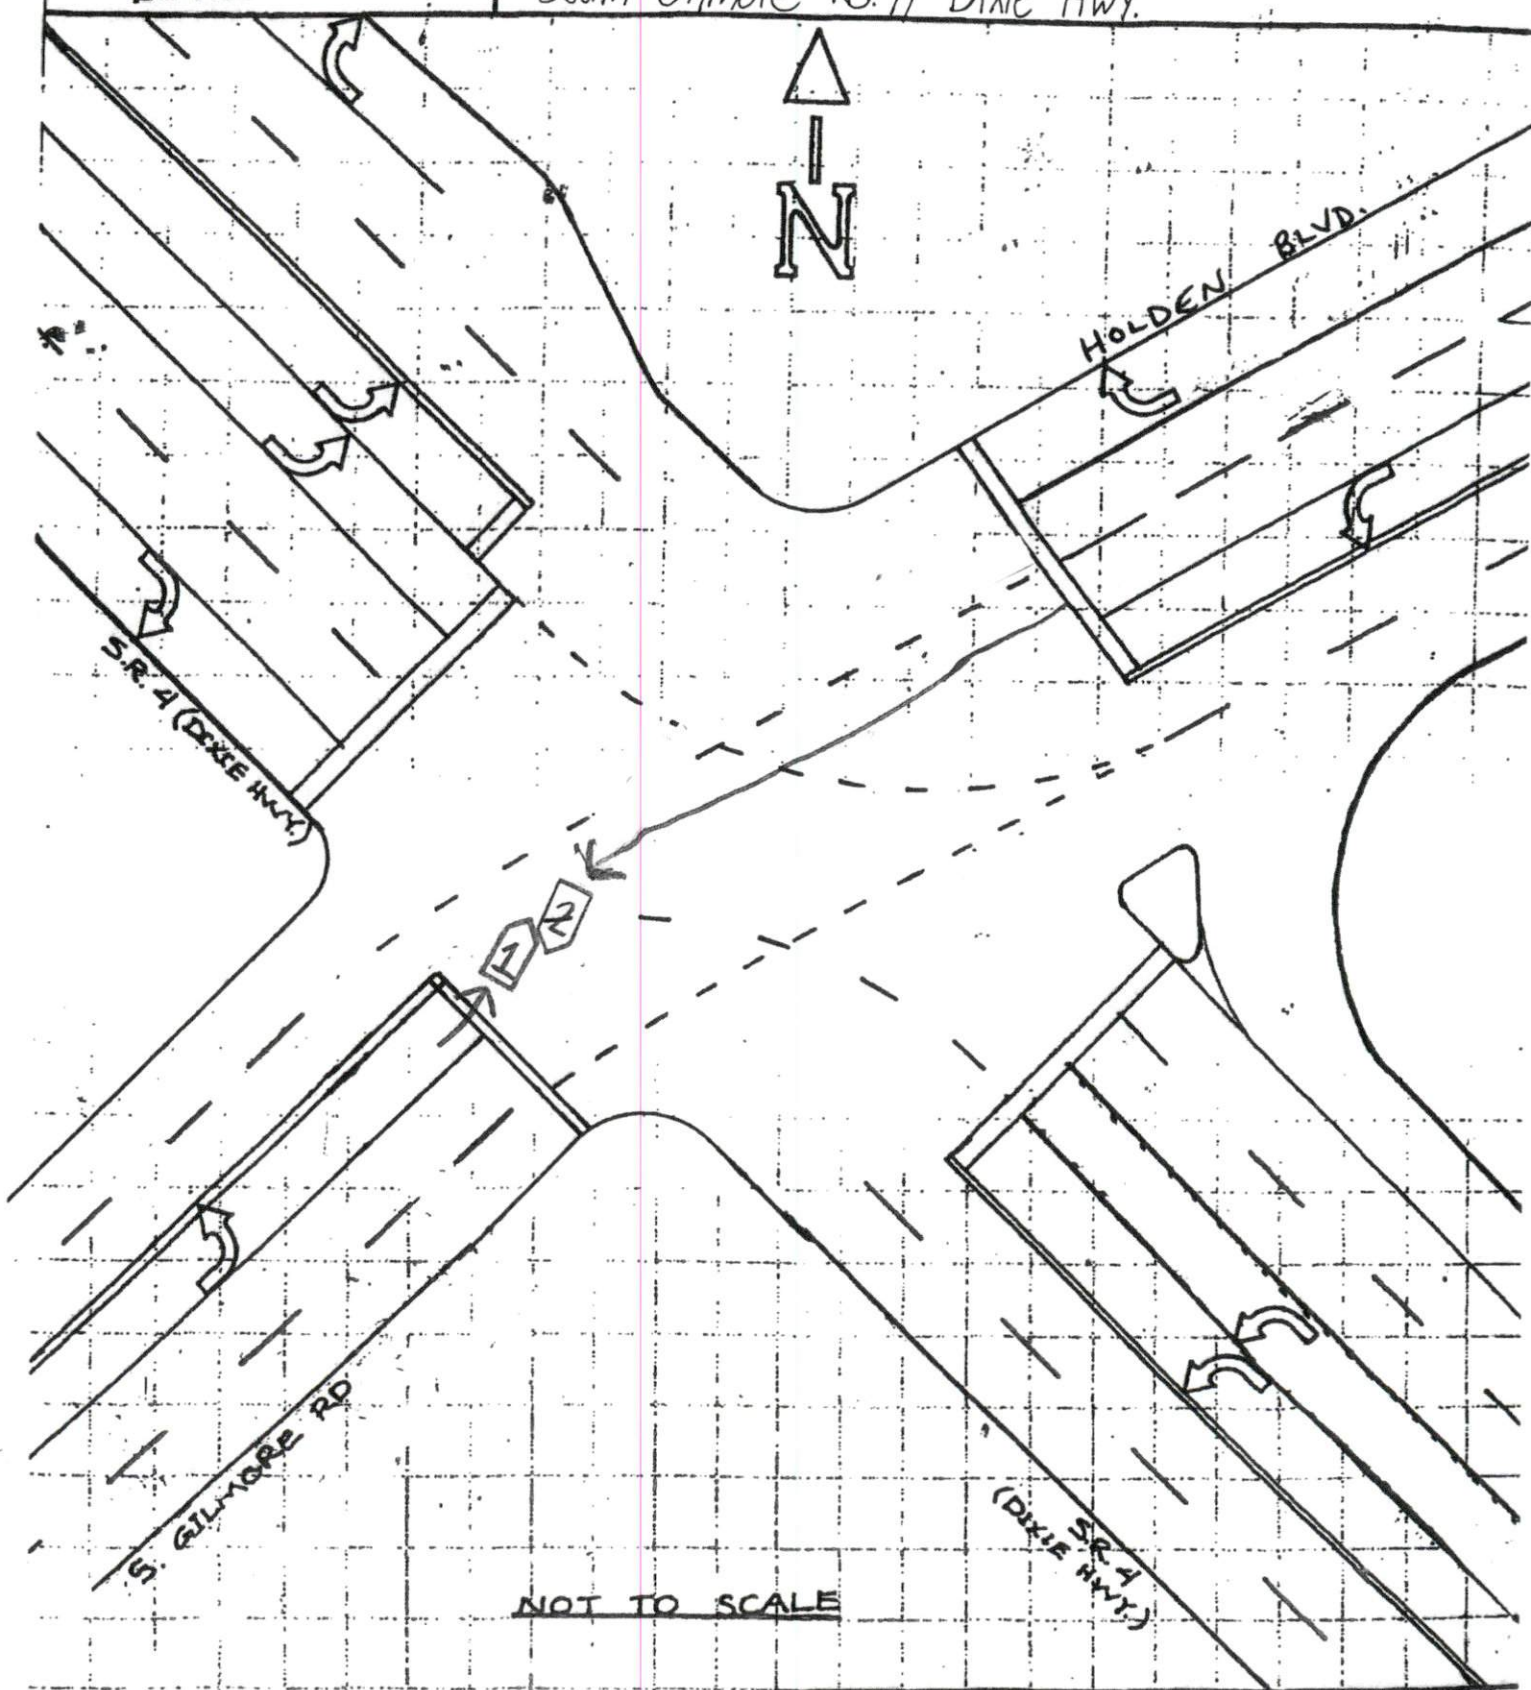 DIXIE HWY.
N
HOLDEN BLVD.
S.R. 4 (DIXIE HWY.)
1
2
S. GILMORE RD
S.R. 4
(DIXIE HWY.)
NOT TO SCALE